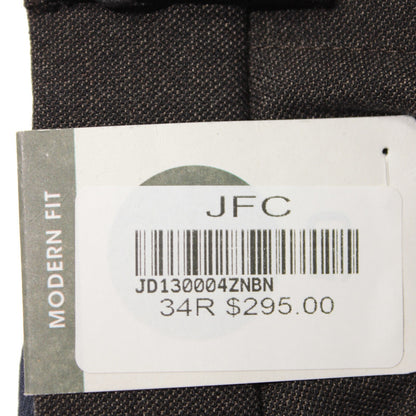 MODERN FIT
JFC
JD130004ZNBN
34R $295.00